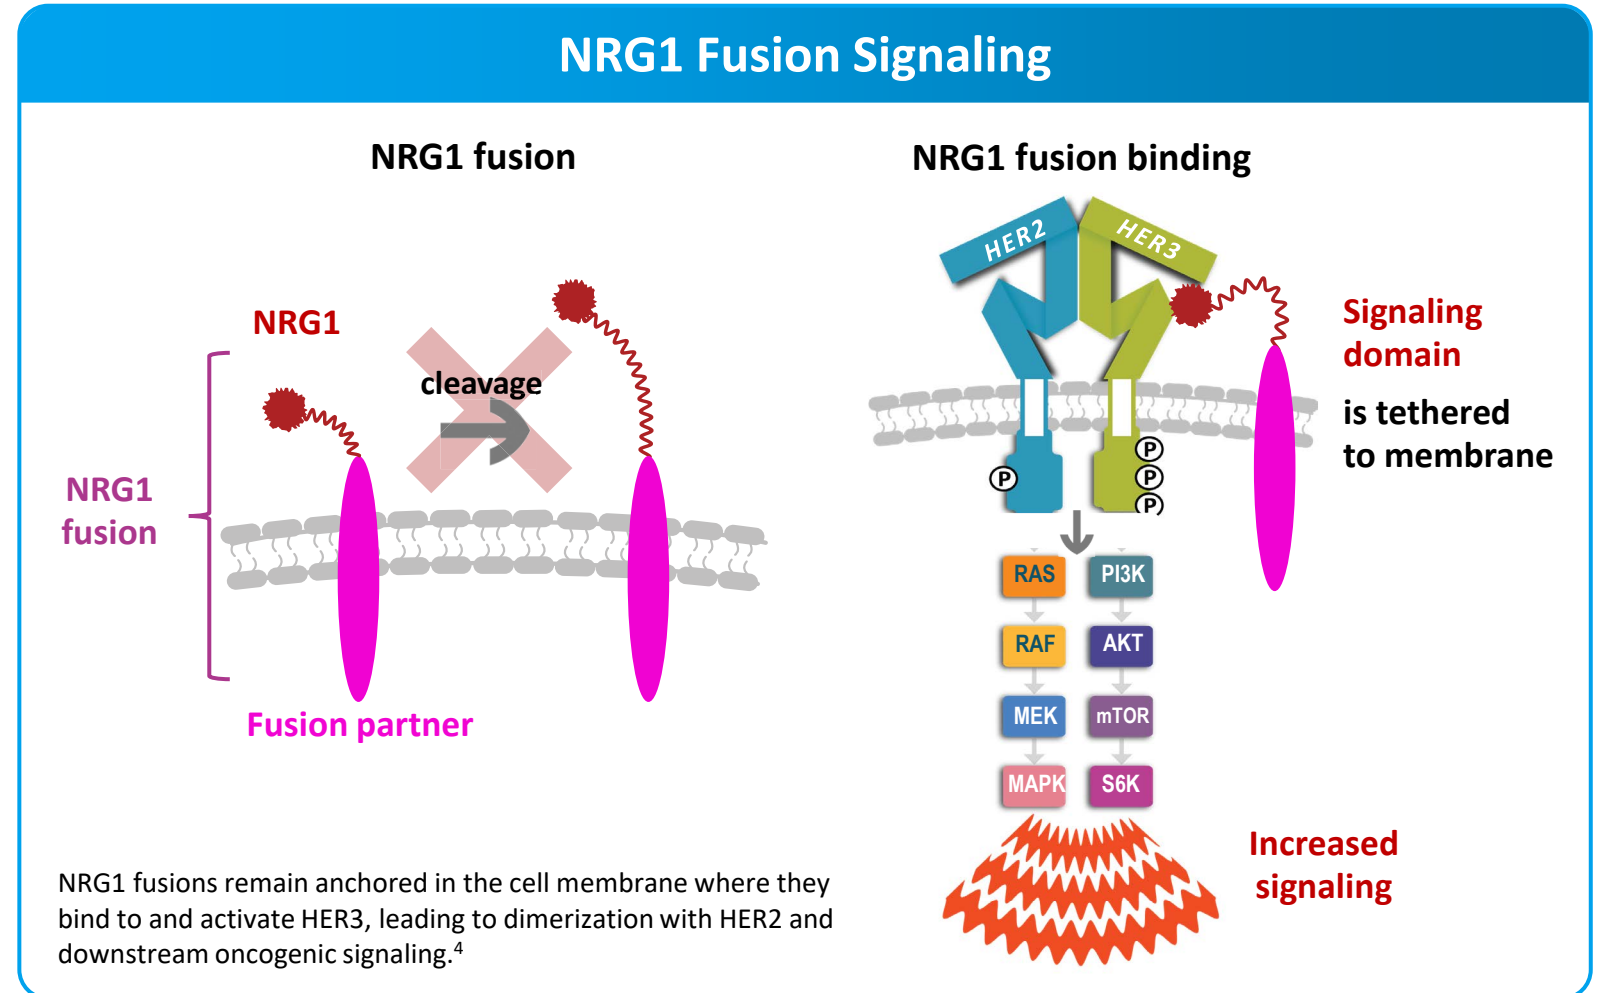 NRG1 Fusion Signaling
NRG1 fusion
NRG1
cleavage
NRG1
fusion
Fusion partner
NRG1 fusions remain anchored in the cell membrane where they
bind to and activate HER3, leading to dimerization with HER2 and
downstream oncogenic signaling.4
NRG1 fusion binding
HER2
HER3
Signaling
domain
is tethered
to membrane
P
P
P
P
RAS
PI3K
RAF
AKT
MEK
mTOR
MAPK
S6K
Increased
signaling